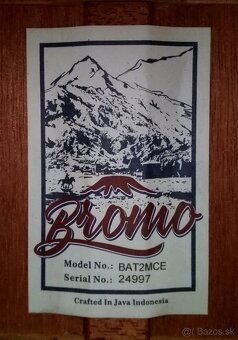 Bromo
Model No.: BAT2MCE
Serial No.: 24997
Crafted In Java Indonesia
Bazos.sk